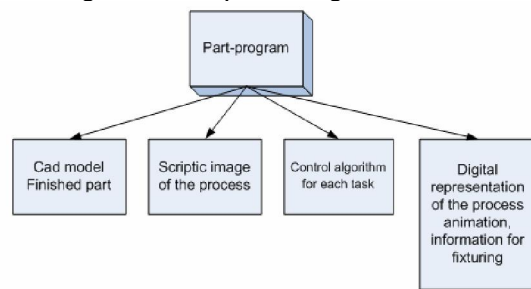 Part-program
Cad model
Finished part
Scriptic image
of the process
Control algorithm
for each task
Digital
representation
of the process
animation,
information for
fixturing